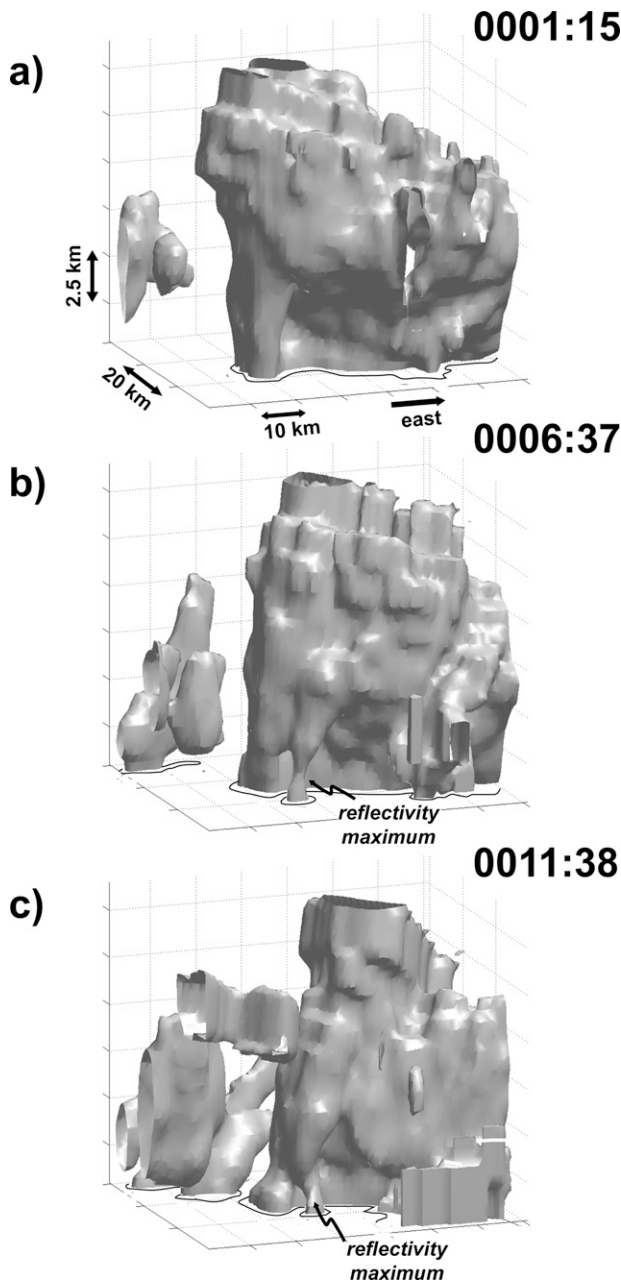 0001:15
a)
2.5 km
20 km
10 km
east
0006:37
b)
reflectivity
maximum
0011:38
c)
reflectivity
maximum